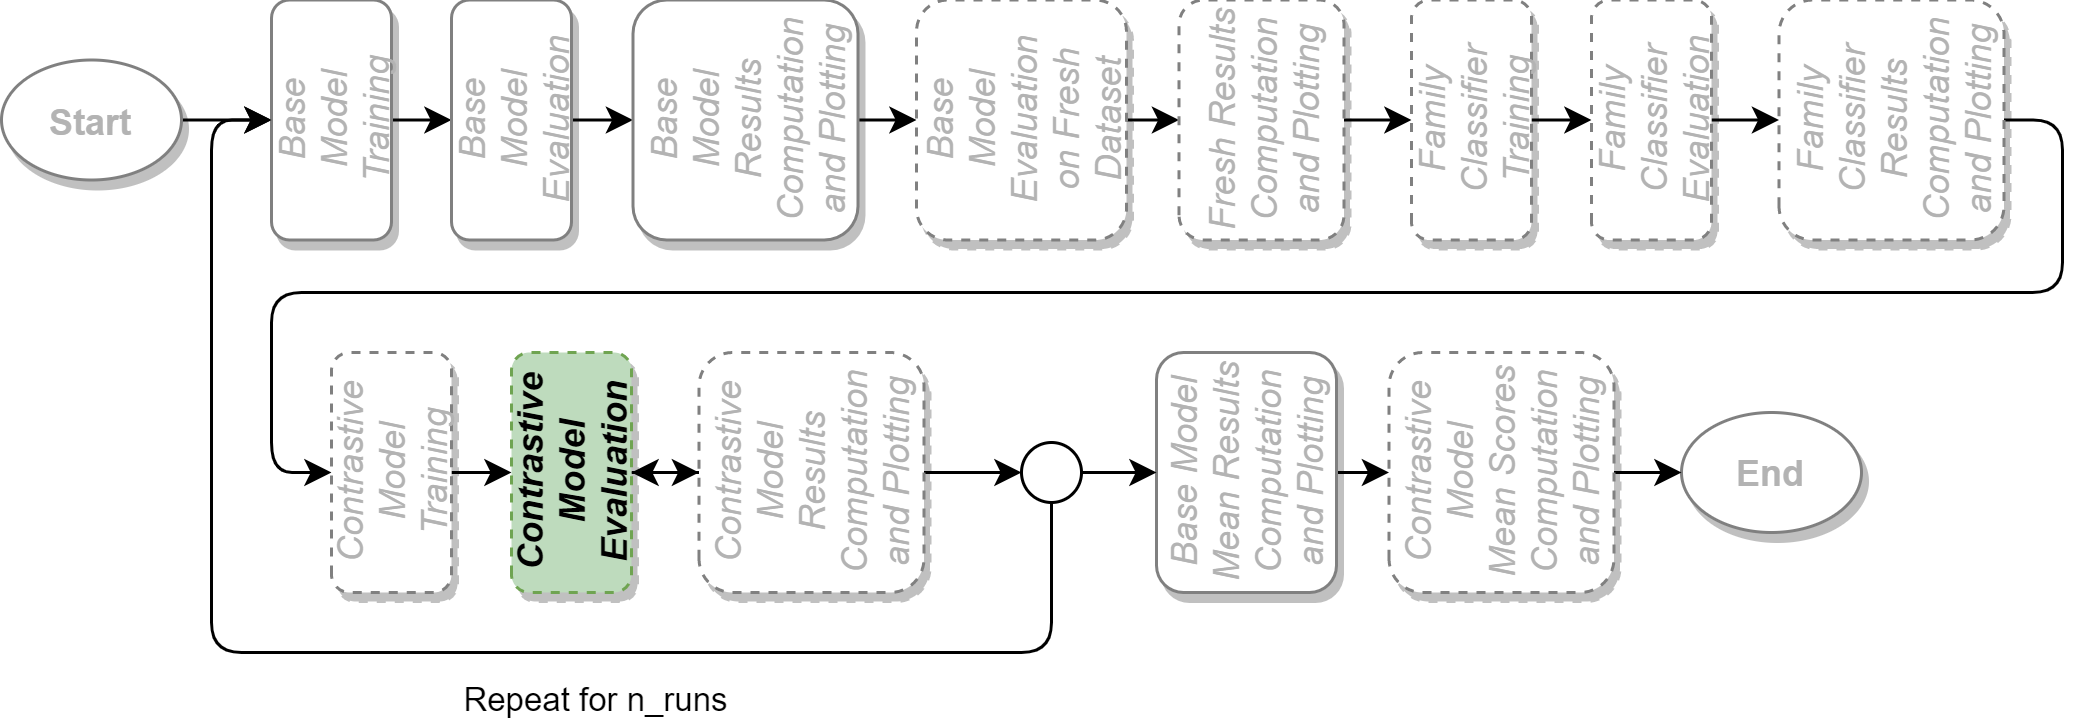 Start
Base
Model
Training
Base
Model
Evaluation
Base
Model
Results
Computation
and Plotting
Base
Model
Evaluation
on Fresh
Dataset
Fresh Results
Computation
and Plotting
Family
Classifier
Training
Family
Classifier
Evaluation
Family
Classifier
Results
Computation
and Plotting
Contrastive
Model
Training
Contrastive
Model
Evaluation
Contrastive
Model
Results
Computation
and Plotting
Base Model
Mean Results
Computation
and Plotting
Contrastive
Model
Mean Scores
Computation
and Plotting
End
Repeat for n_runs